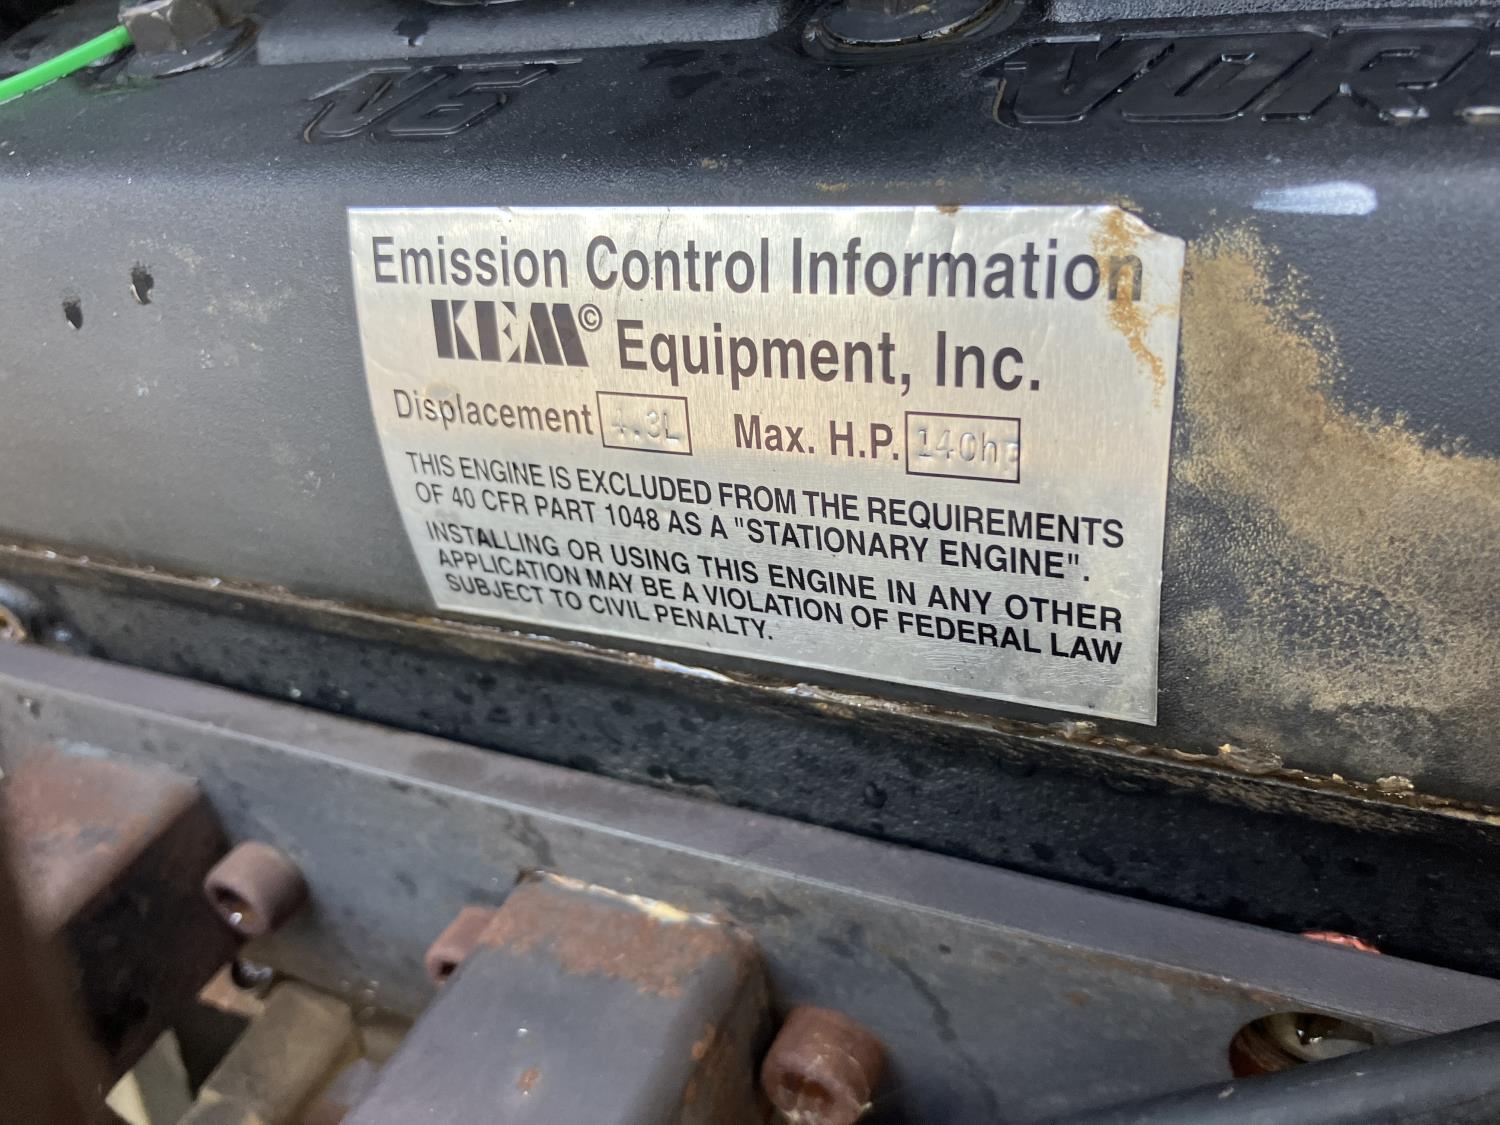 V6 VOR
Emission Control Information
KEM© Equipment, Inc.
Displacement 4.3L Max. H.P. 140hp
THIS ENGINE IS EXCLUDED FROM THE REQUIREMENTS
OF 40 CFR PART 1048 AS A "STATIONARY ENGINE".
INSTALLING OR USING THIS ENGINE IN ANY OTHER
APPLICATION MAY BE A VIOLATION OF FEDERAL LAW
SUBJECT TO CIVIL PENALTY.